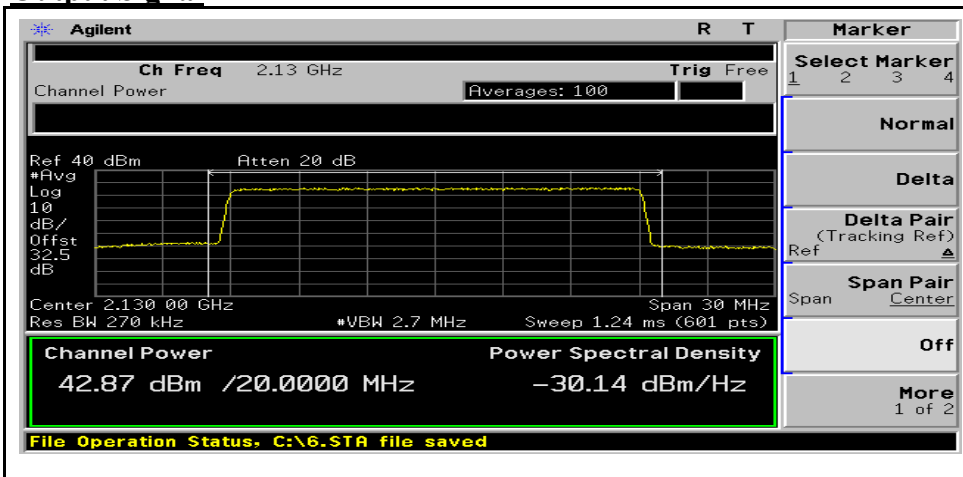 Agilent R T Marker
Ch Freq 2.13 GHz Trig Free
Channel Power Averages: 100
Select Marker
1 2 3 4
Normal
Ref 40 dBm Atten 20 dB
#Avg
Log
10
dB/
Offst
32.5
dB
Delta
Delta Pair
(Tracking Ref)
Ref Δ
Center 2.130 00 GHz Span 30 MHz
Res BW 270 kHz #VBW 2.7 MHz Sweep 1.24 ms (601 pts)
Span Pair
Span Center
Channel Power Power Spectral Density
42.87 dBm /20.0000 MHz -30.14 dBm/Hz
Off
More
1 of 2
File Operation Status, C:\6.STA file saved